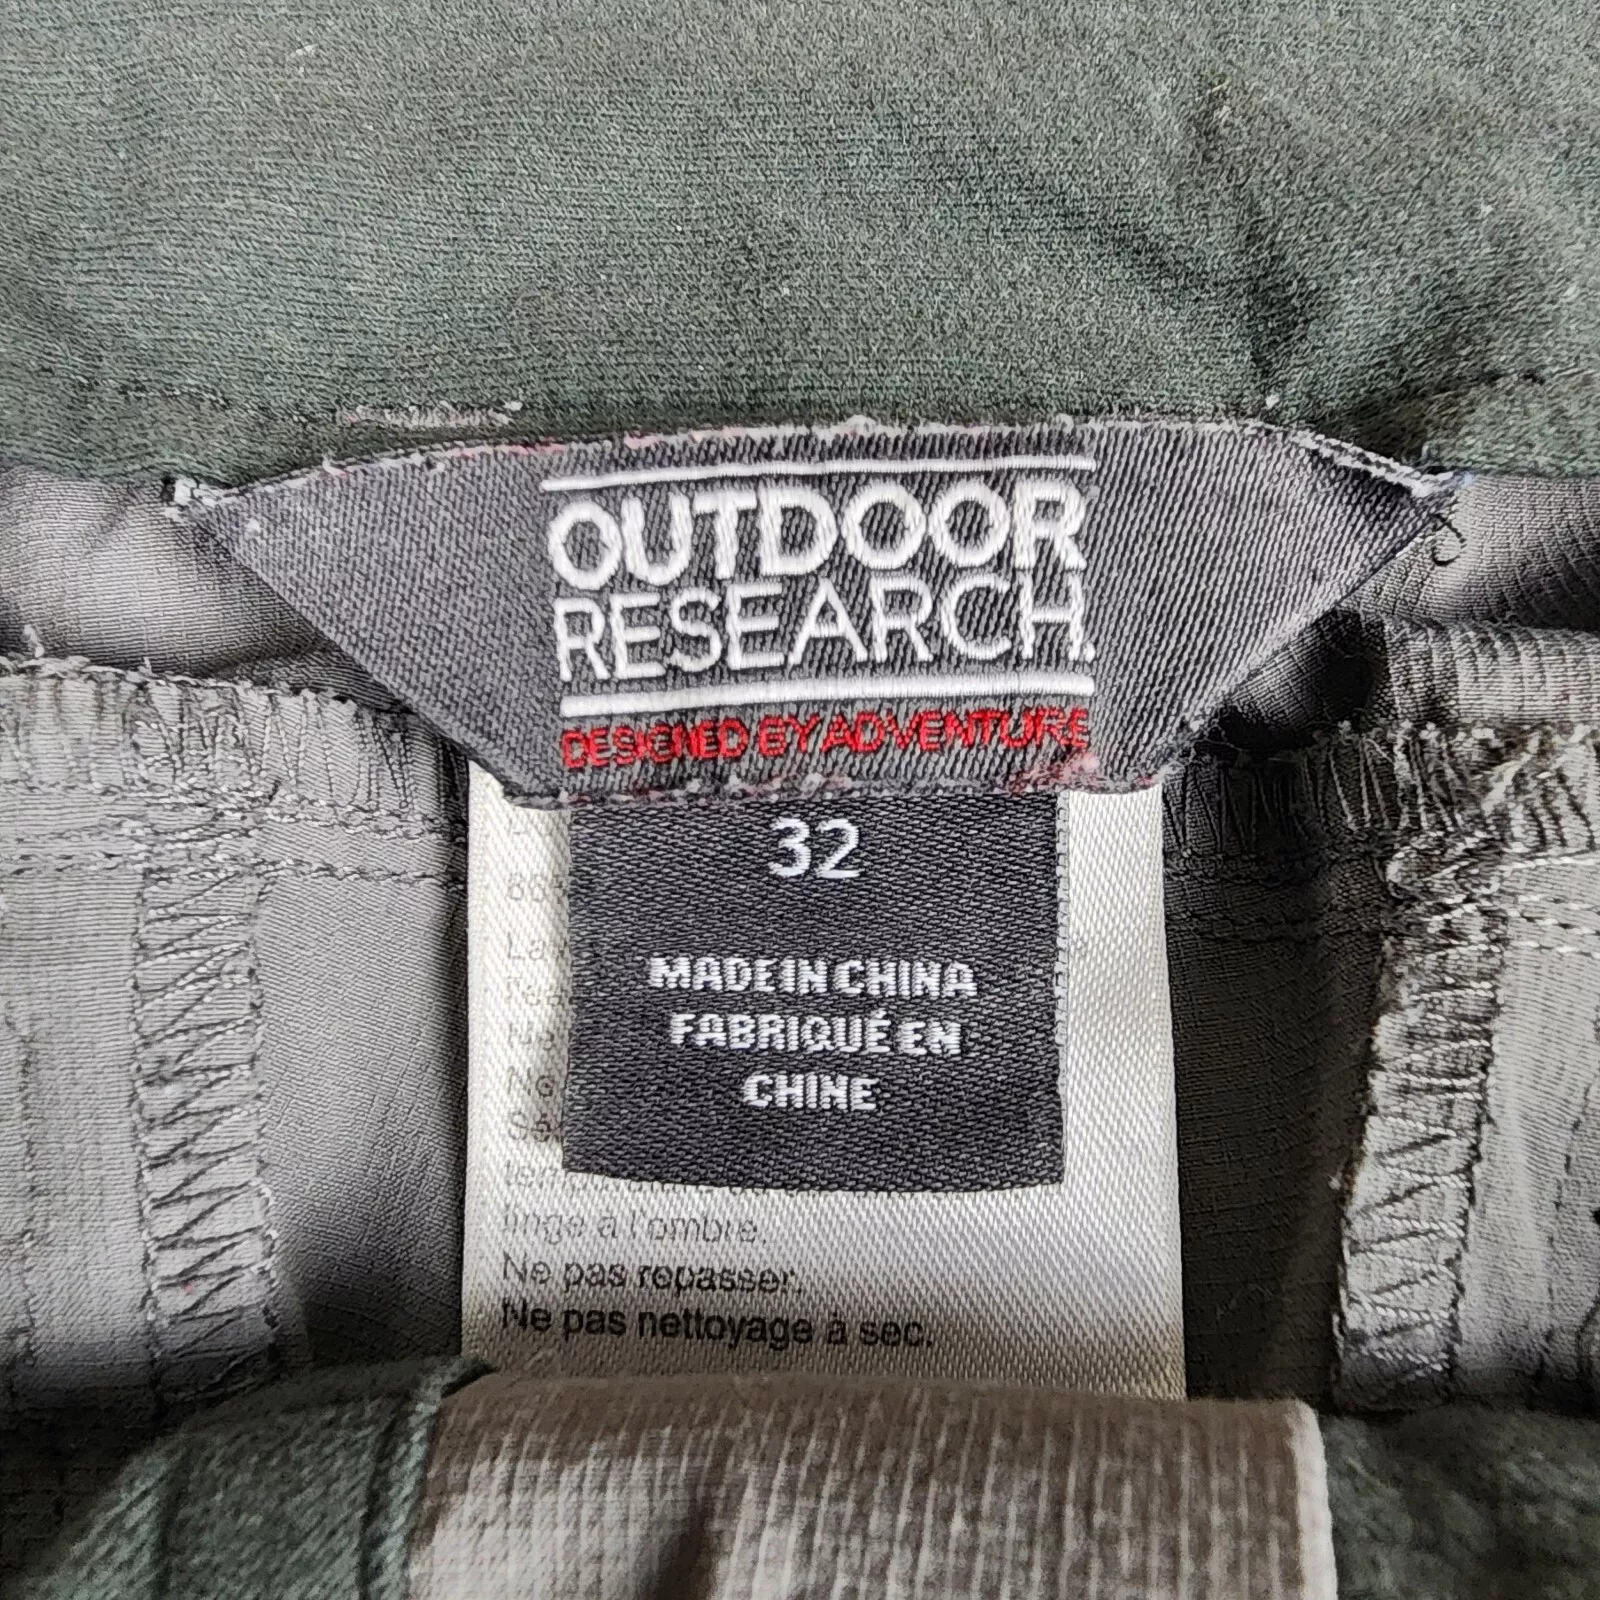 OUTDOOR
RESEARCH.
DESIGNED BY ADVENTURE
32
MADE IN CHINA
FABRIQUÉ EN
CHINE
linge a l'ombre.
Ne pas repasser.
Ne pas nettoyage à sec.